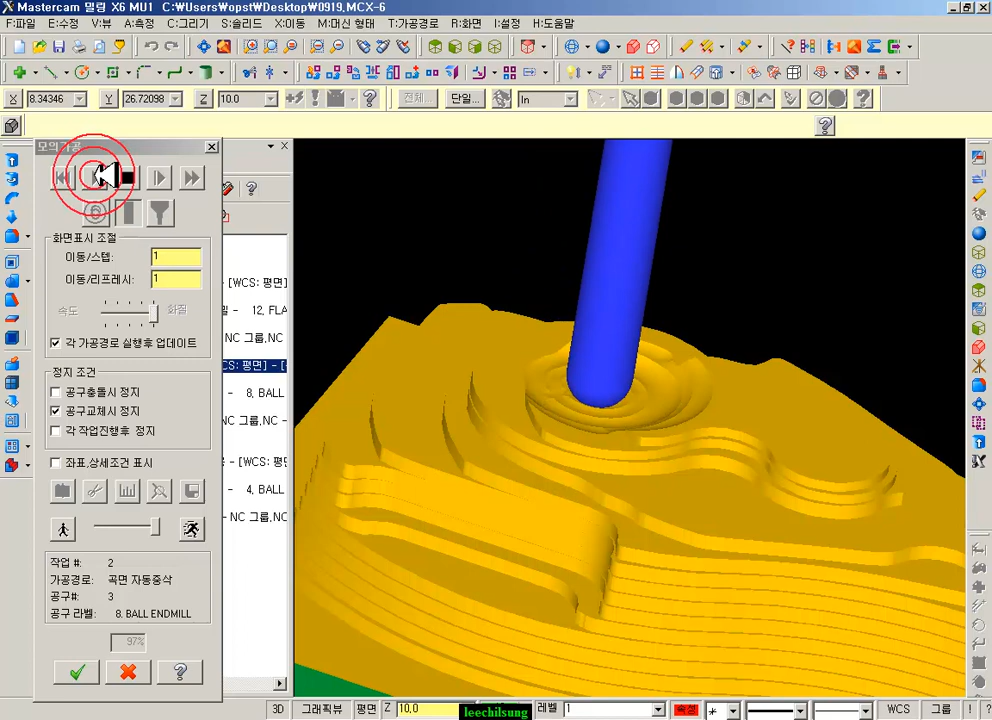 Mastercam 밀링 X6 MU1 C:₩Users₩opst₩Desktop₩0919,MCX-6
F:파일 E:수정 V:뷰 A:측정 C:그리기 S:솔리드 X:이동 M:머신 형태 T:가공경로 R:화면 I:설정 H:도움말
X 8.34346 Y 26.72098 Z 10.0 전체... 단일... In
모의가공
화면표시 조절
이동/스텝: 1
이동/리프레시: 1
속도 화질
각 가공경로 실행후 업데이트
정지 조건
공구충돌시 정지
공구교체시 정지
각 작업진행후 정지
좌표,상세조건 표시
작업 #: 2
가공경로: 곡면 자동중삭
공구#: 3
공구 라벨: 8. BALL ENDMILL
97%
- [WCS: 평면]
- 12, FLA
NC 그룹,NC
CS: 평면] - [
- 8, BALL
NC 그룹,NC
- [WCS: 평면]
- 4, BALL
- NC 그룹,NC
3D 그래픽뷰 평면 Z 10,0 레벨 1 속성 WCS 그룹 ! ?
leechilsung